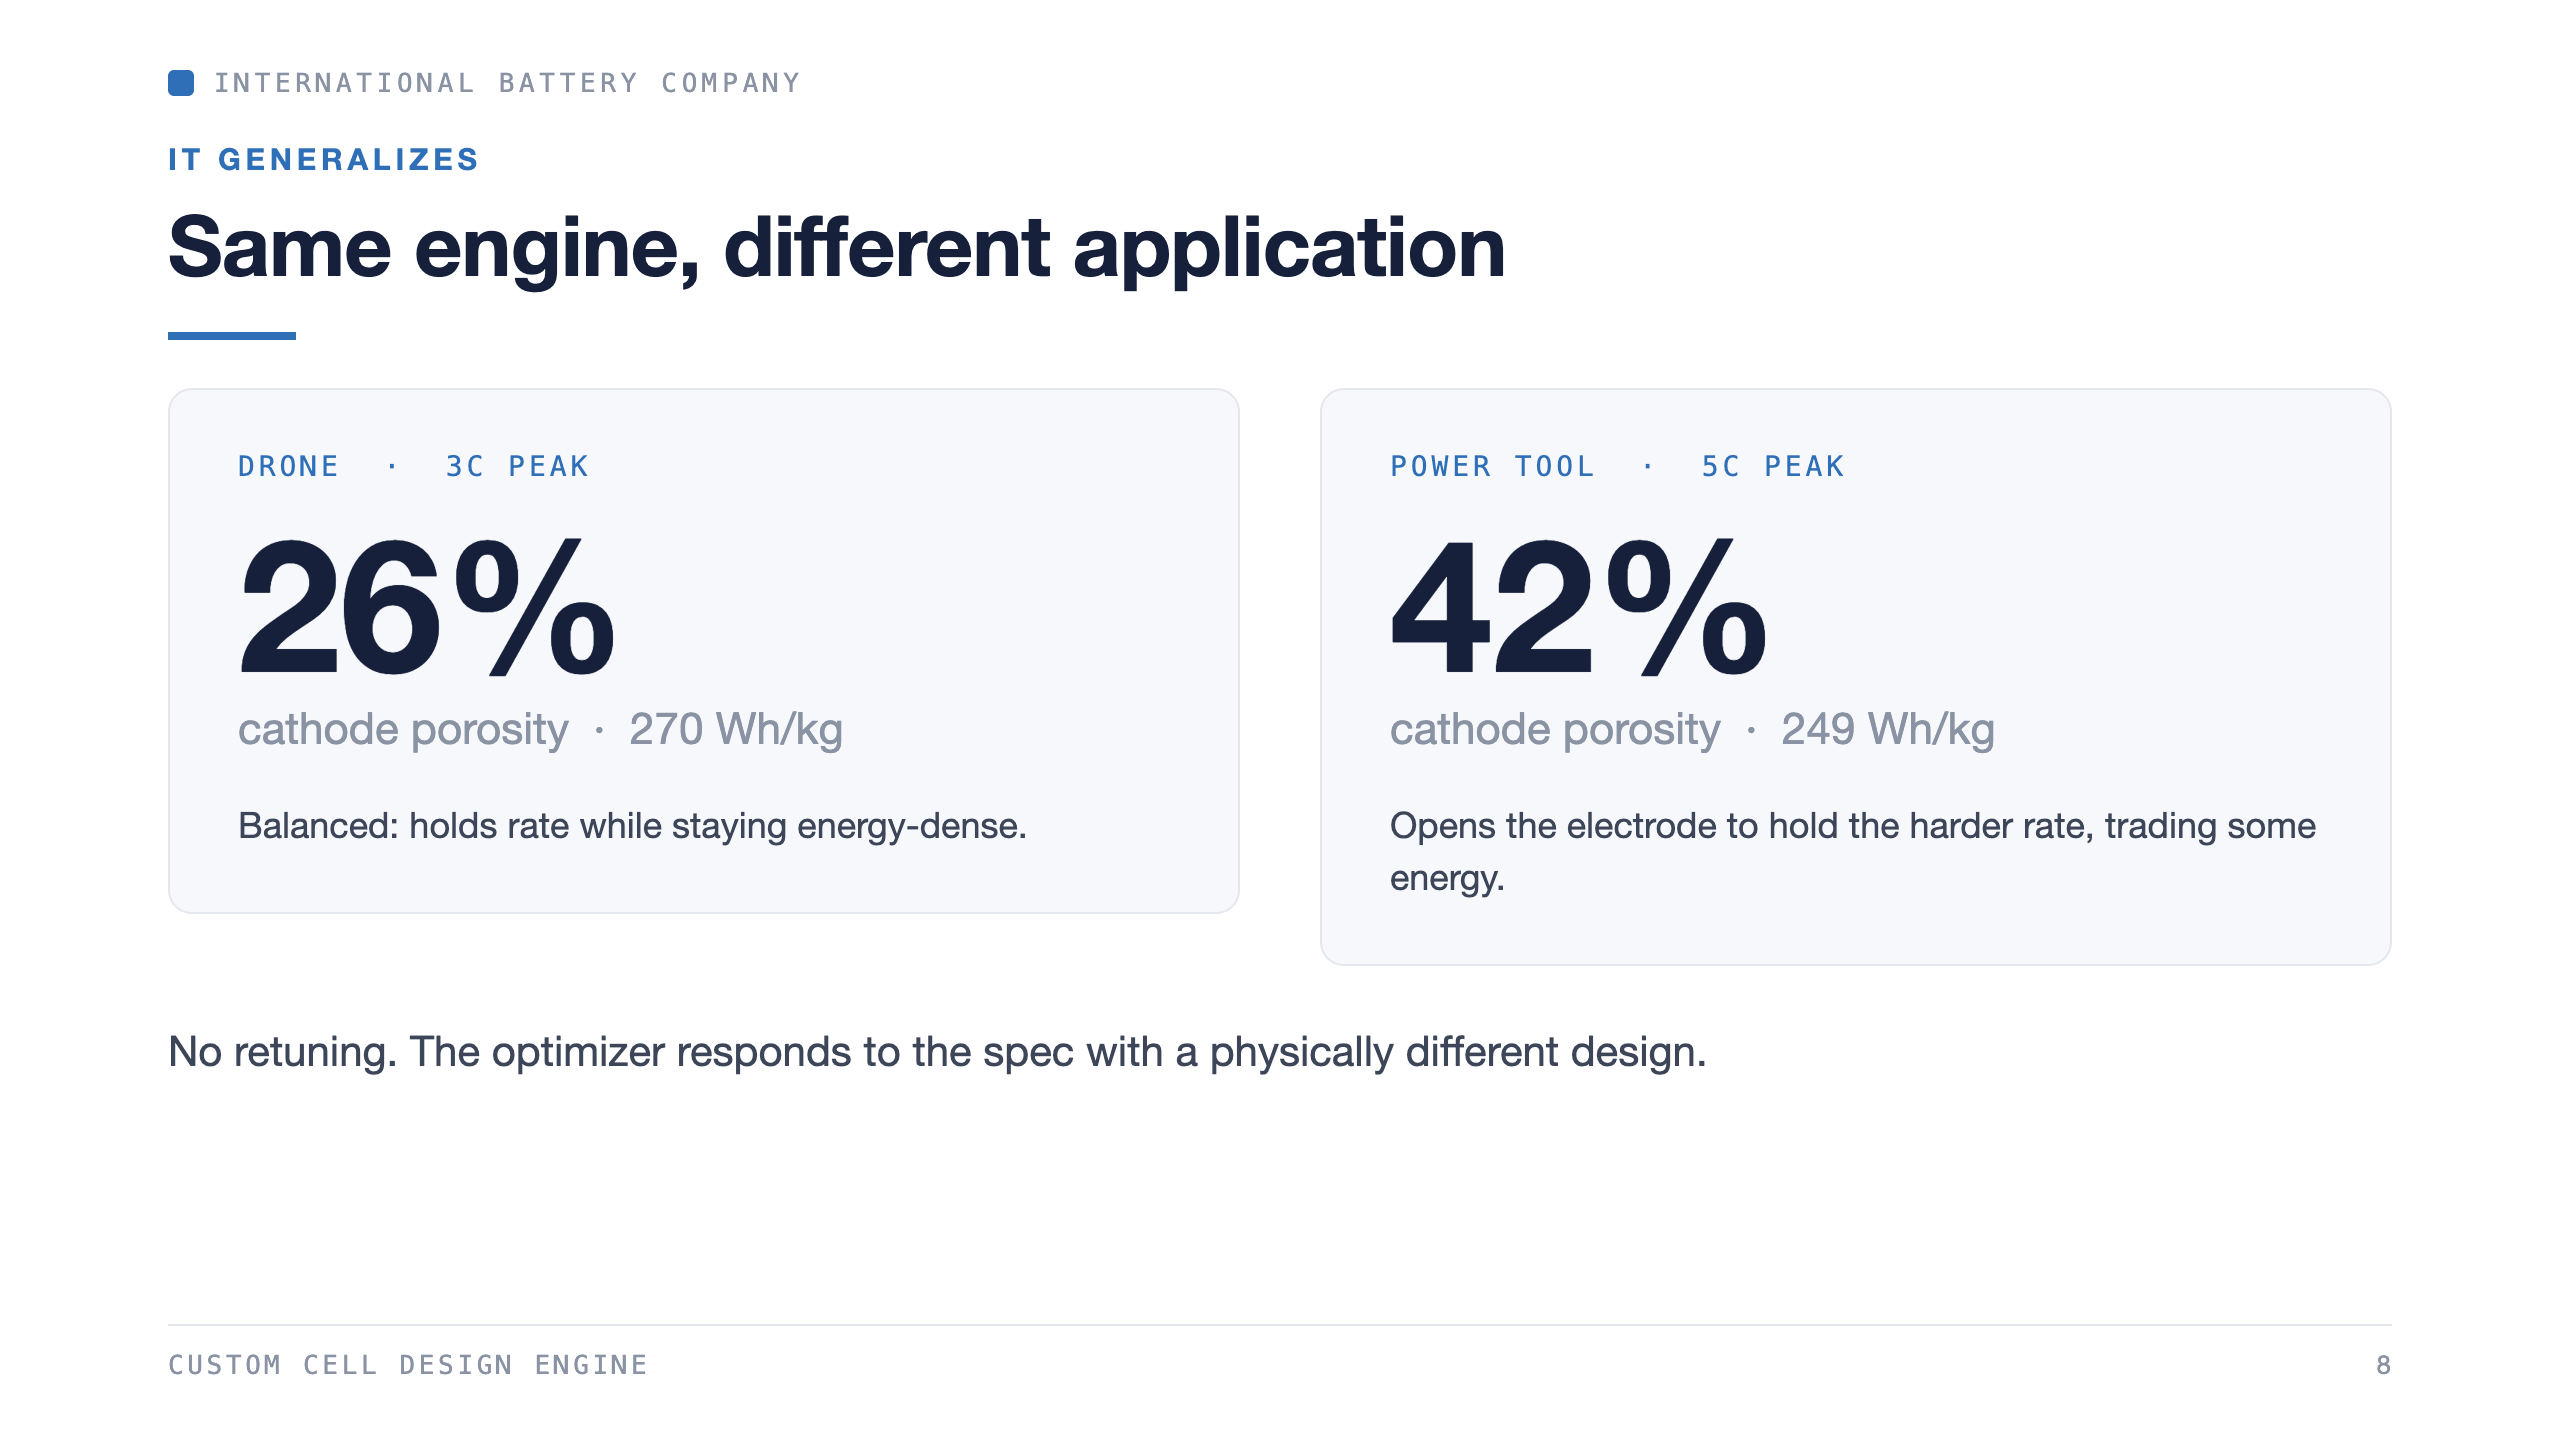 INTERNATIONAL BATTERY COMPANY
IT GENERALIZES
Same engine, different application
DRONE · 3C PEAK
26%
cathode porosity · 270 Wh/kg
Balanced: holds rate while staying energy-dense.
POWER TOOL · 5C PEAK
42%
cathode porosity · 249 Wh/kg
Opens the electrode to hold the harder rate, trading some
energy.
No retuning. The optimizer responds to the spec with a physically different design.
CUSTOM CELL DESIGN ENGINE
8